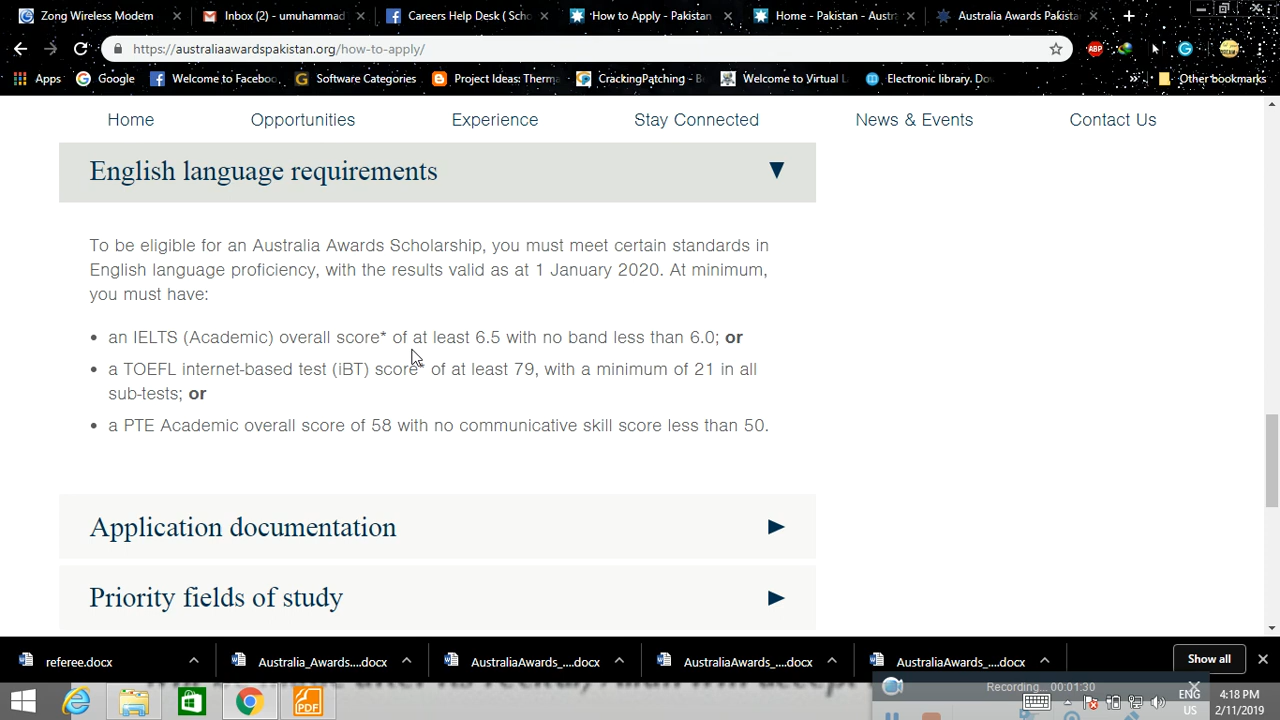 Zong Wireless Modem
Inbox (2) - umuhammad
Careers Help Desk ( Scho
How to Apply - Pakistan -
Home - Pakistan - Austra
Australia Awards Pakista
https://australiaawardspakistan.org/how-to-apply/
ABP
Apps
Google
Welcome to Faceboo
Software Categories
Project Ideas: Therma
CrackingPatching - B
Welcome to Virtual L
Electronic library. Do
Other bookmarks
Home
Opportunities
Experience
Stay Connected
News & Events
Contact Us
English language requirements
To be eligible for an Australia Awards Scholarship, you must meet certain standards in
English language proficiency, with the results valid as at 1 January 2020. At minimum,
you must have:
• an IELTS (Academic) overall score* of at least 6.5 with no band less than 6.0; or
• a TOEFL internet-based test (iBT) score* of at least 79, with a minimum of 21 in all
sub-tests; or
• a PTE Academic overall score of 58 with no communicative skill score less than 50.
Application documentation
Priority fields of study
referee.docx
Australia_Awards....docx
AustraliaAwards_....docx
AustraliaAwards_....docx
AustraliaAwards_....docx
Show all
Recording... 00:01:30
PDF
ENG
US
4:18 PM
2/11/2019